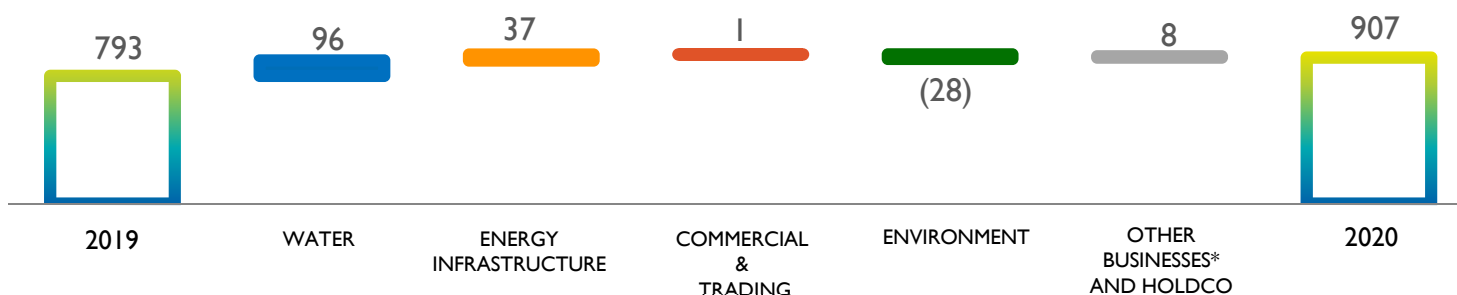 793
96
37
1
(28)
8
907
2019
WATER
ENERGY
INFRASTRUCTURE
COMMERCIAL
&
TRADING
ENVIRONMENT
OTHER
BUSINESSES*
AND HOLDCO
2020